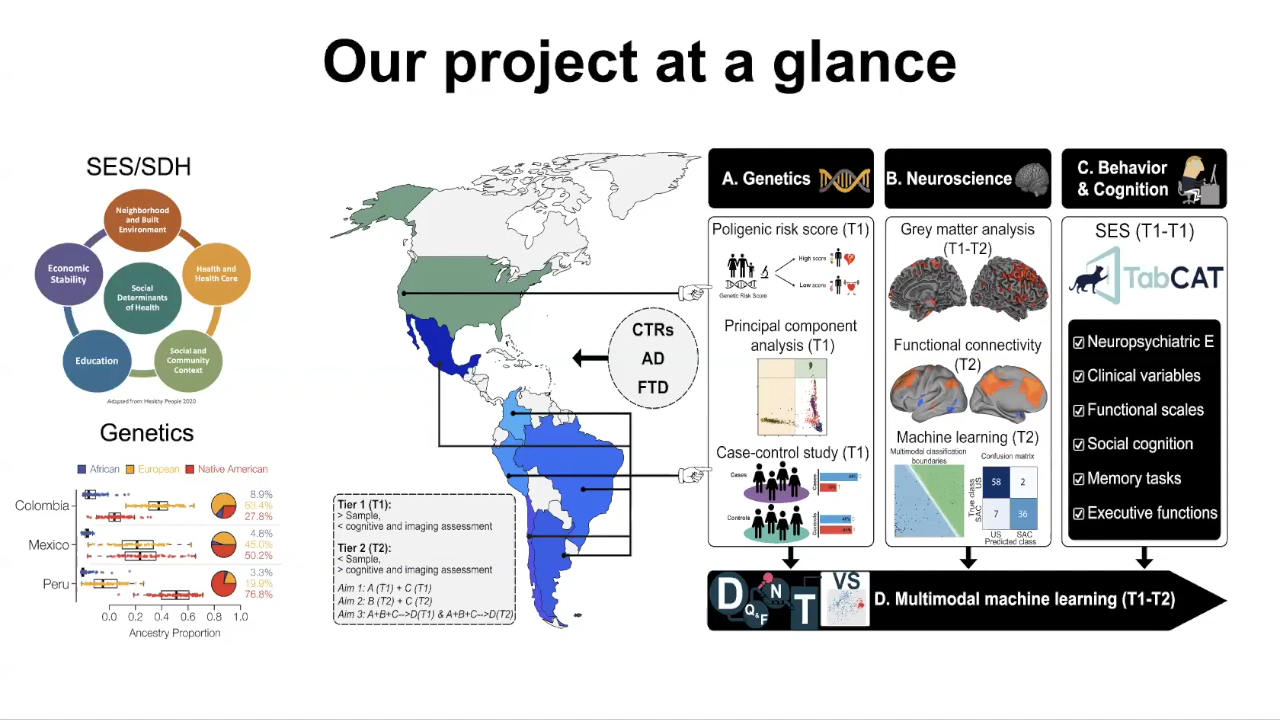 Our project at a glance
SES/SDH
Neighborhood
and Built
Environment
Economic
Stability
Health and
Health Care
Social
Determinants
of Health
Education
Social and
Community
Context
Adapted from: Healthy People 2020
Genetics
African European Native American
Colombia
8.9%
63.4%
27.8%
Mexico
4.8%
45.0%
50.2%
Peru
3.3%
19.9%
76.8%
0.0 0.2 0.4 0.6 0.8 1.0
Ancestry Proportion
CTRs
AD
FTD
Tier 1 (T1):
> Sample,
< cognitive and imaging assessment
Tier 2 (T2):
< Sample,
> cognitive and imaging assessment
Aim 1: A (T1) + C (T1)
Aim 2: B (T2) + C (T2)
Aim 3: A+B+C-->D(T1) & A+B+C-->D(T2)
A. Genetics
Poligenic risk score (T1)
High score
Low score
Genetic Risk Score
Principal component
analysis (T1)
Case-control study (T1)
Cases
Cases
Controls
Controls
B. Neuroscience
Grey matter analysis
(T1-T2)
Functional connectivity
(T2)
Machine learning (T2)
Multimodal classification
boundaries
Confusion matrix
True class
US
SAC
58 2
7 36
US SAC
Predicted class
C. Behavior
& Cognition
SES (T1-T1)
TabCAT
Neuropsychiatric E
Clinical variables
Functional scales
Social cognition
Memory tasks
Executive functions
D
Q&F
N
T
VS
D. Multimodal machine learning (T1-T2)